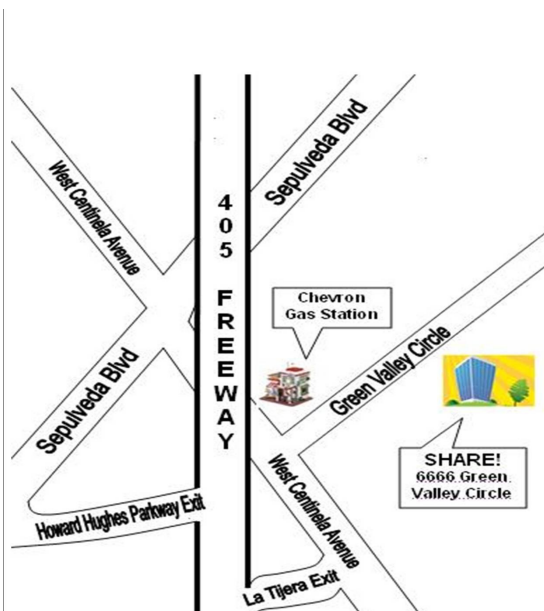 Sepulveda Blvd
West Centinela Avenue
405 FREEWAY
Chevron
Gas Station
Green Valley Circle
Sepulveda Blvd
SHARE!
6666 Green
Valley Circle
West Centinela Avenue
Howard Hughes Parkway Exit
La Tijera Exit